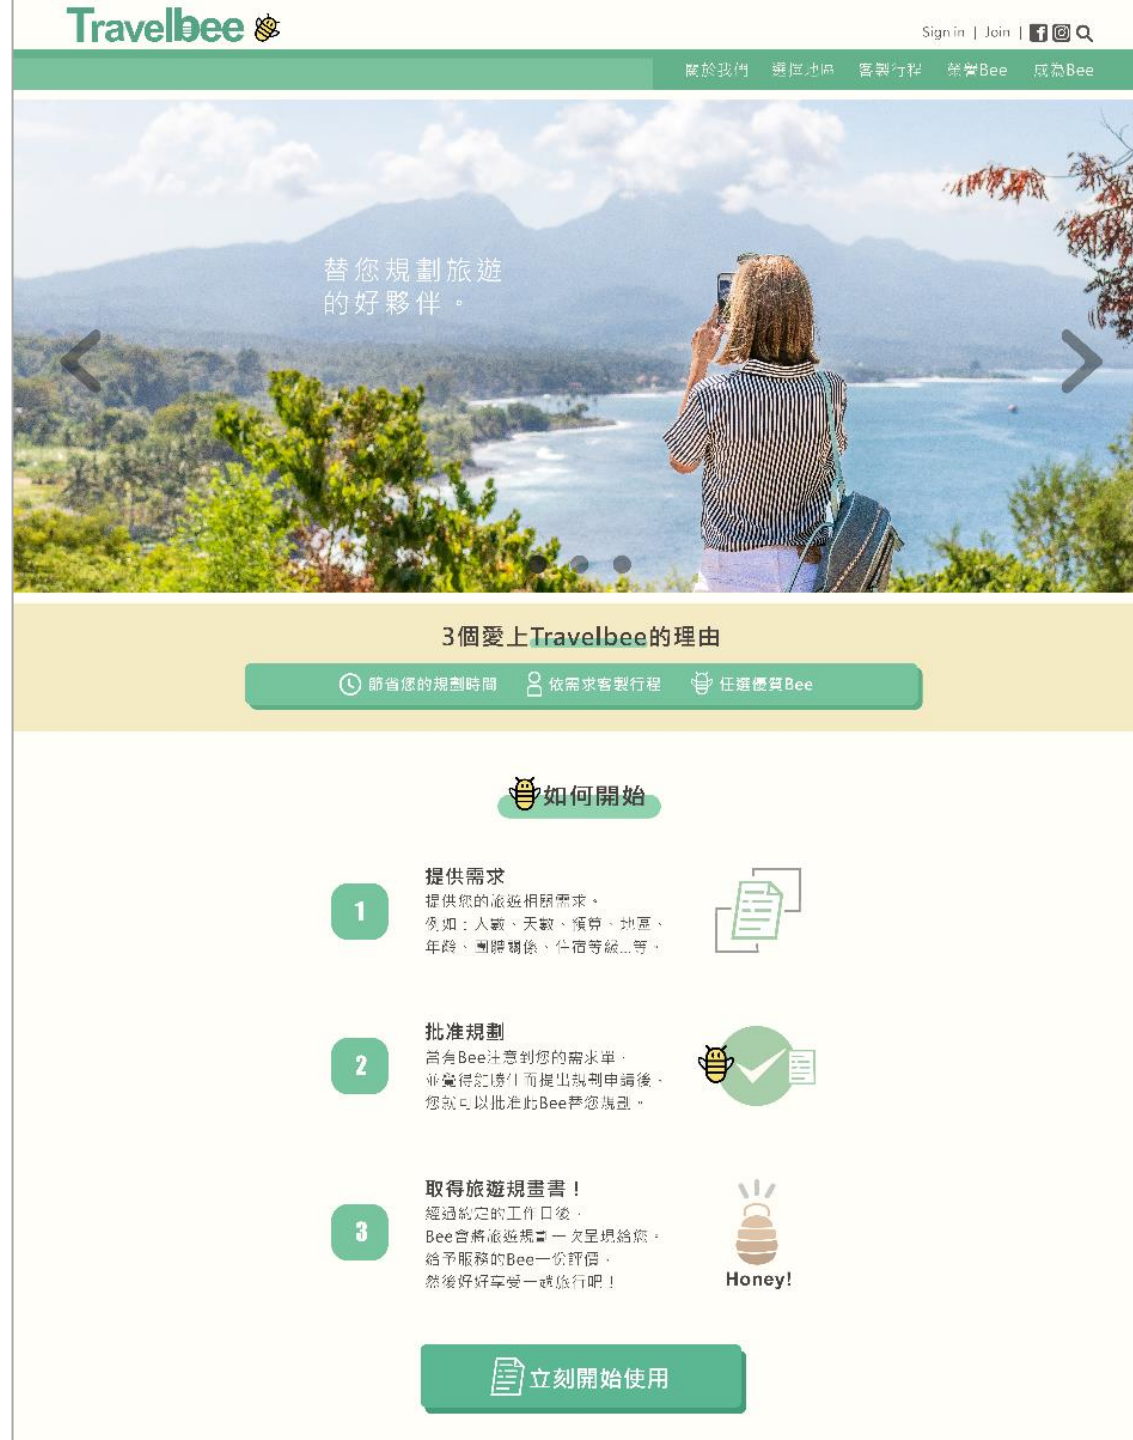 Travelbee
Sign in | Join |
關於我們 選擇地區 客製行程 榮譽Bee 成為Bee
替您規劃旅遊
的好夥伴。
3個愛上Travelbee的理由
節省您的規劃時間 依需求客製行程 任選優質Bee
如何開始
1
提供需求
提供您的旅遊相關需求。
例如：人數、天數、預算、地區、
年齡、團體關係、住宿等級...等。
2
批准規劃
當有Bee注意到您的需求單，
並覺得能勝任而提出規劃申請後，
您就可以批准此Bee替您規劃。
3
取得旅遊規畫書！
經過約定的工作日後，
Bee會將旅遊規劃一次呈現給您。
給予服務的Bee一份評價，
然後好好享受一趟旅行吧！
Honey!
立刻開始使用